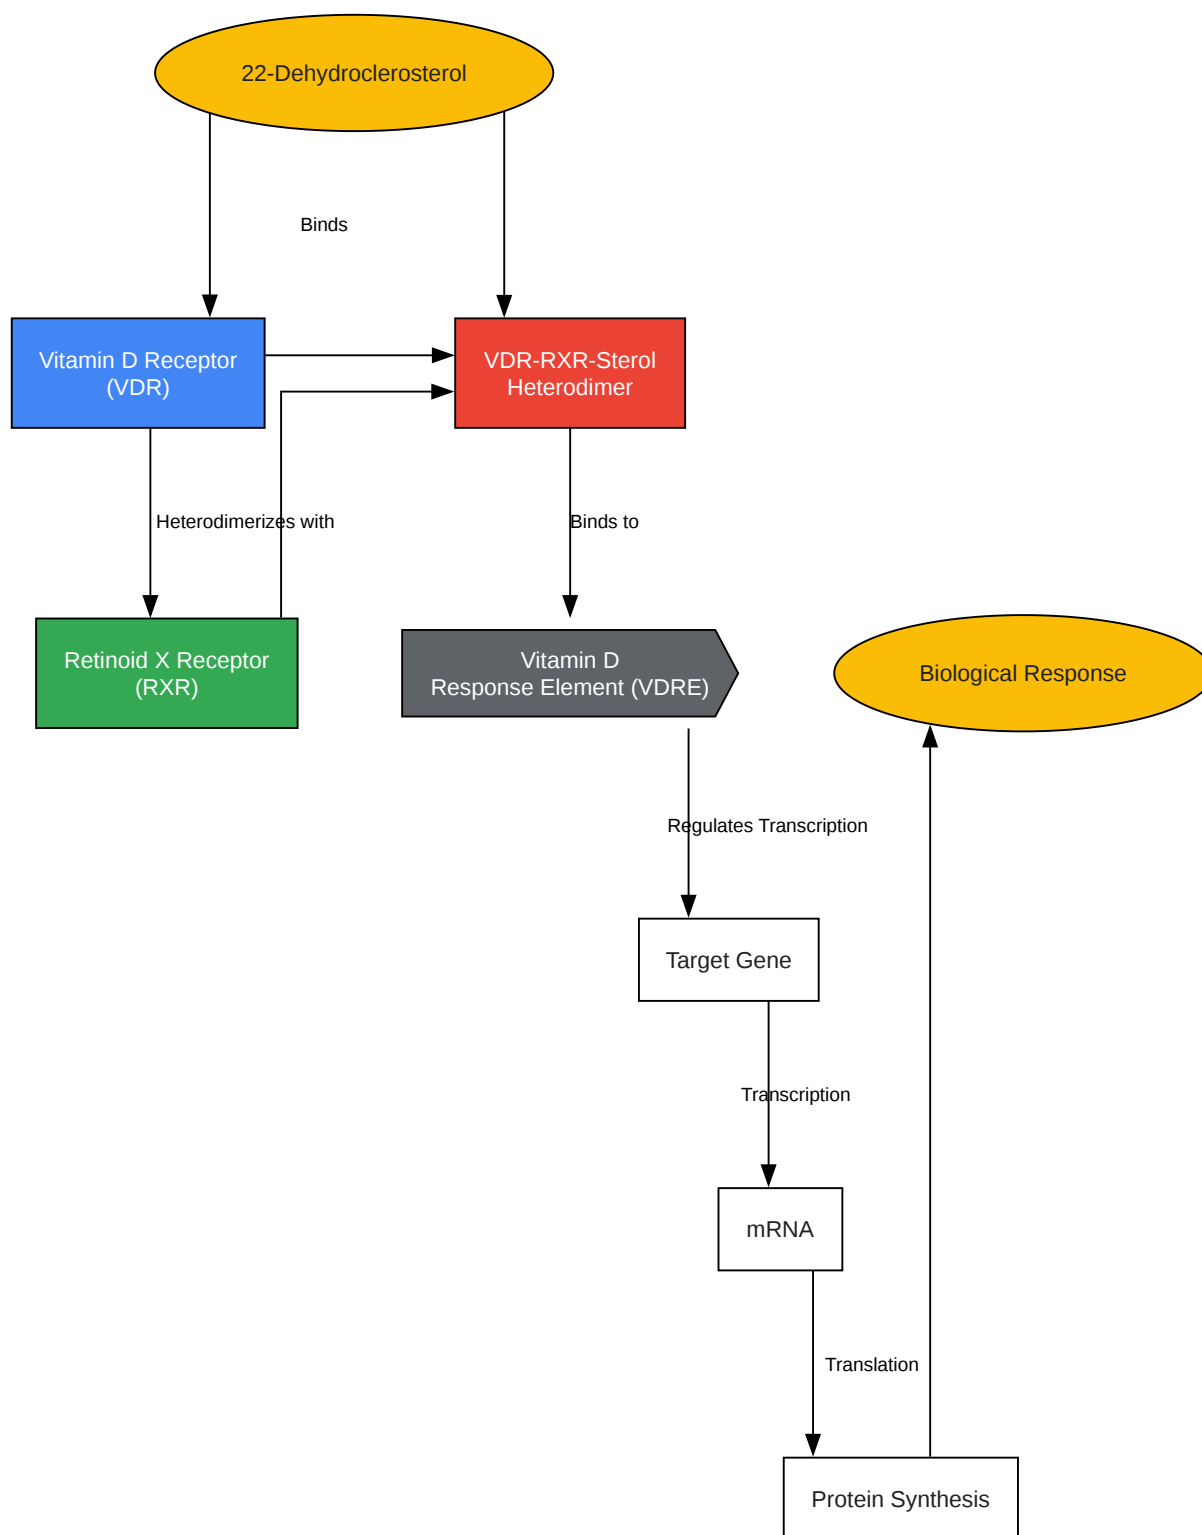 22-Dehydroclerosterol
Binds
Vitamin D Receptor
(VDR)
VDR-RXR-Sterol
Heterodimer
Heterodimerizes with
Binds to
Retinoid X Receptor
(RXR)
Vitamin D
Response Element (VDRE)
Biological Response
Regulates Transcription
Target Gene
Transcription
mRNA
Translation
Protein Synthesis